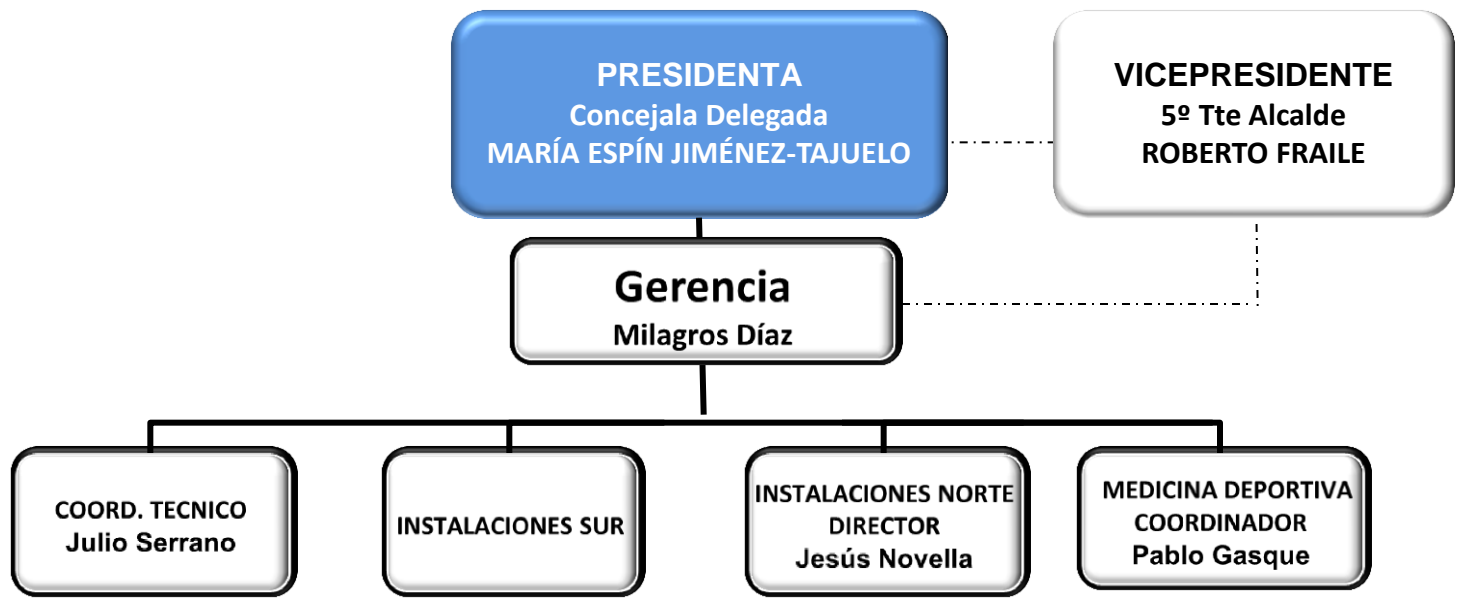 PRESIDENTA
Concejala Delegada
MARÍA ESPÍN JIMÉNEZ-TAJUELO
VICEPRESIDENTE
5º Tte Alcalde
ROBERTO FRAILE
Gerencia
Milagros Díaz
COORD. TECNICO
Julio Serrano
INSTALACIONES SUR
INSTALACIONES NORTE
DIRECTOR
Jesús Novella
MEDICINA DEPORTIVA
COORDINADOR
Pablo Gasque